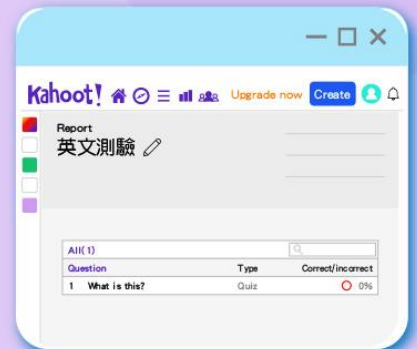 Kahoot! Upgrade now Create
Report
英文測驗
All(1)
Question Type Correct/incorrect
1 What is this? Quiz 0%